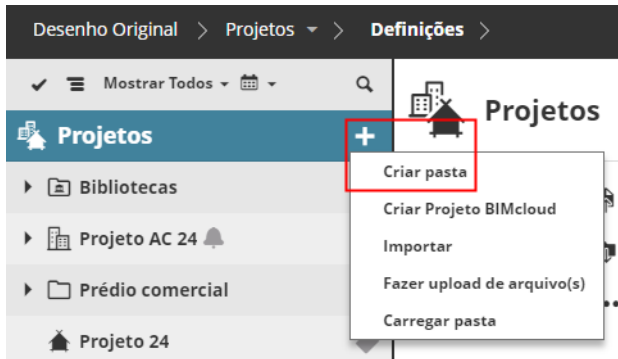 Desenho Original > Projetos > Definições >
Mostrar Todos
Projetos
Projetos +
Criar pasta
Bibliotecas
Criar Projeto BIMcloud
Projeto AC 24
Importar
Prédio comercial
Fazer upload de arquivo(s)
Carregar pasta
Projeto 24